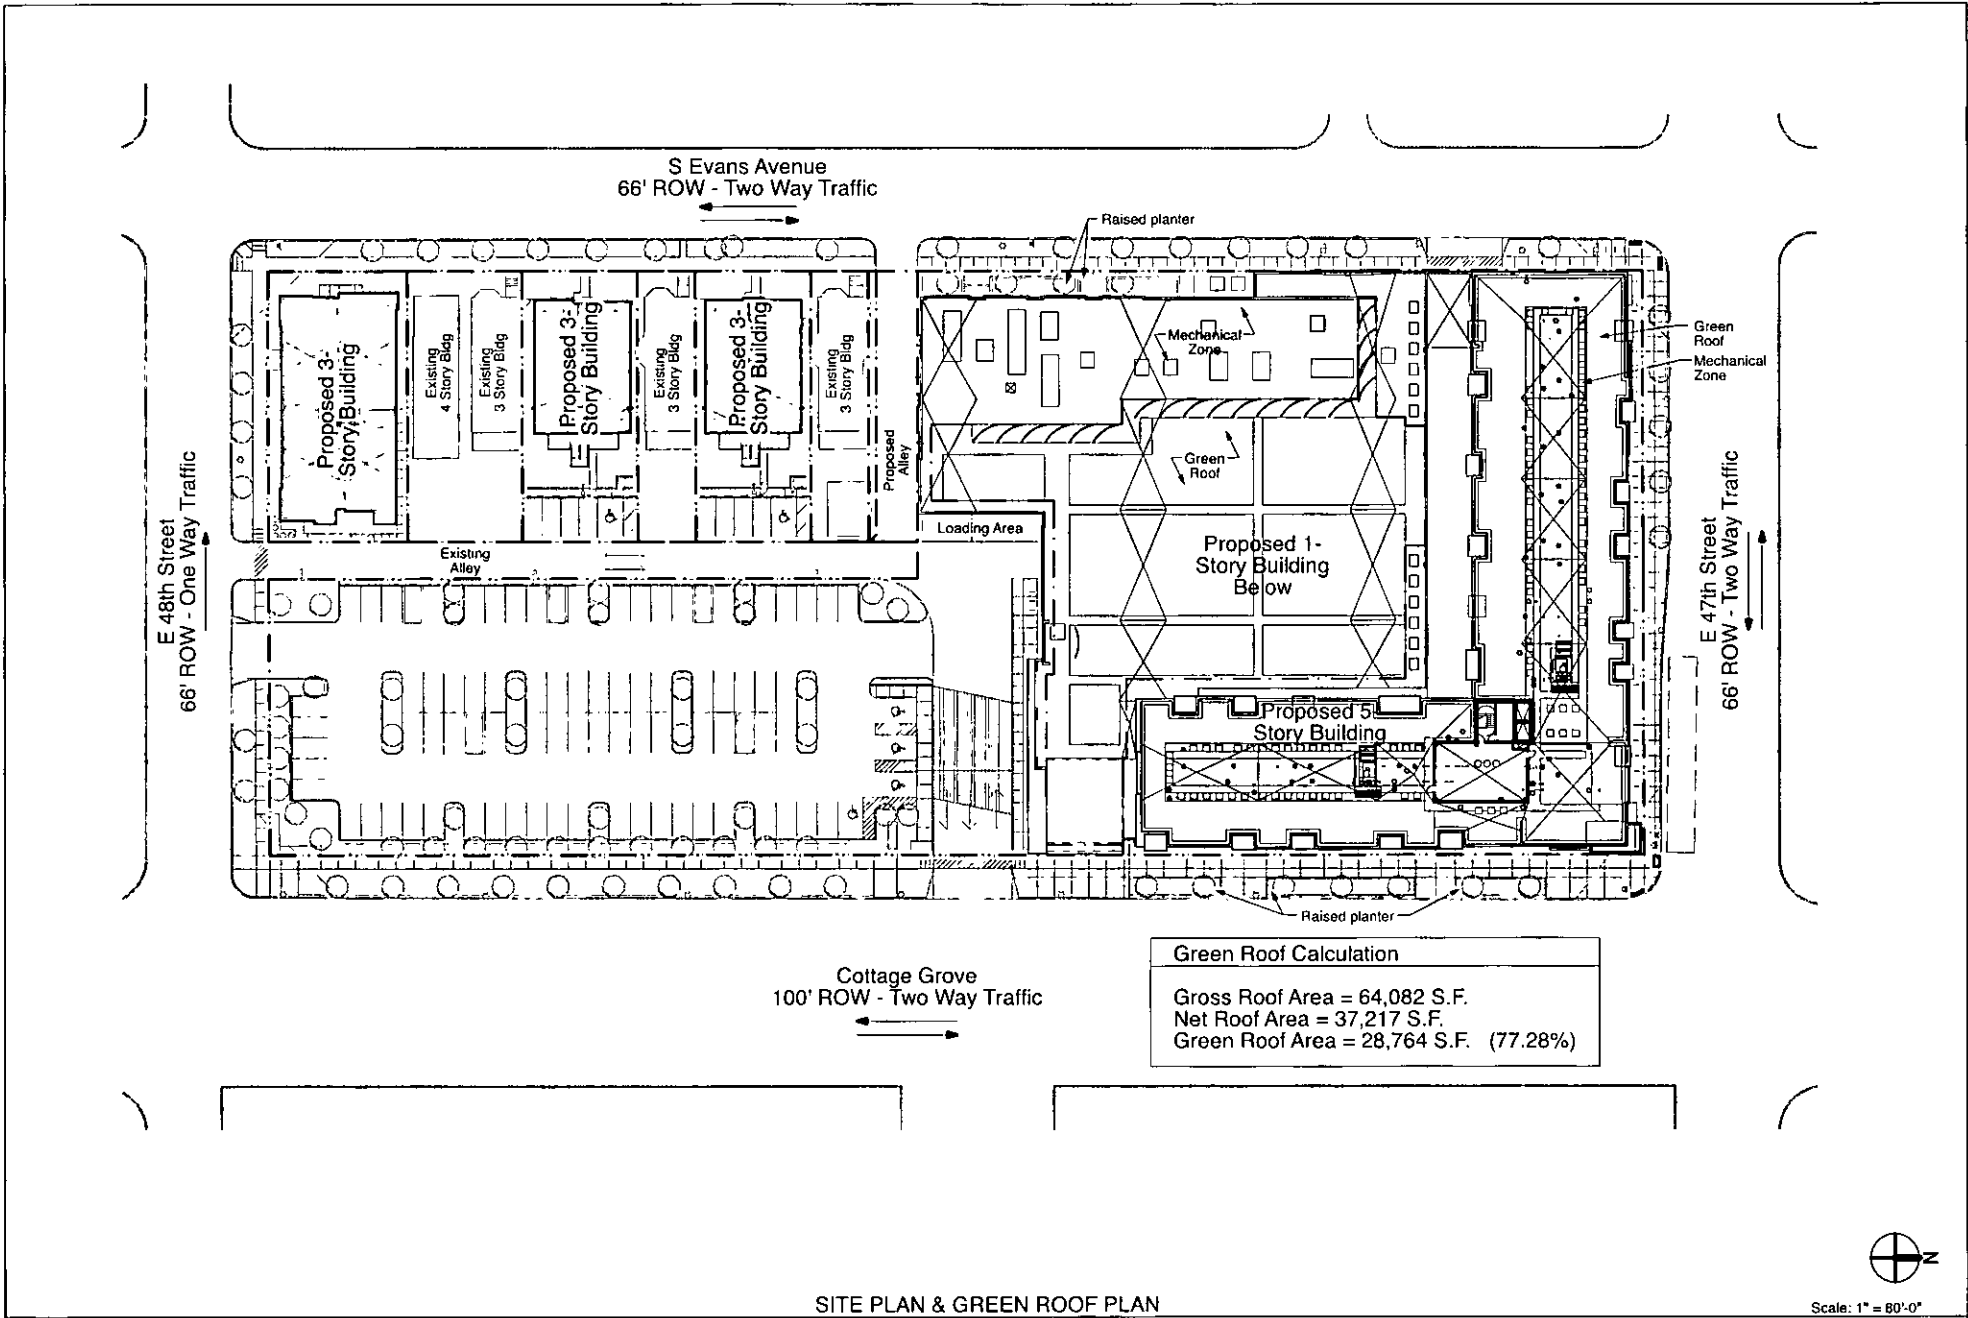 S Evans Avenue
66' ROW - Two Way Traffic
Raised planter
Proposed 3-
Story Building
Existing
4 Story Bldg
Existing
3 Story Bldg
Proposed 3-
Story Building
Existing
3 Story Bldg
Proposed 3-
Story Building
Existing
3 Story Bldg
Proposed
Alley
Mechanical
Zone
Green
Roof
Mechanical
Zone
Green
Roof
Loading Area
Existing
Alley
Proposed 1-
Story Building
Below
E 48th Street
66' ROW - One Way Traffic
E 47th Street
66' ROW - Two Way Traffic
Proposed 5
Story Building
Raised planter
Cottage Grove
100' ROW - Two Way Traffic
Green Roof Calculation
Gross Roof Area = 64,082 S.F.
Net Roof Area = 37,217 S.F.
Green Roof Area = 28,764 S.F. (77.28%)
N
SITE PLAN & GREEN ROOF PLAN
Scale: 1" = 80'-0"